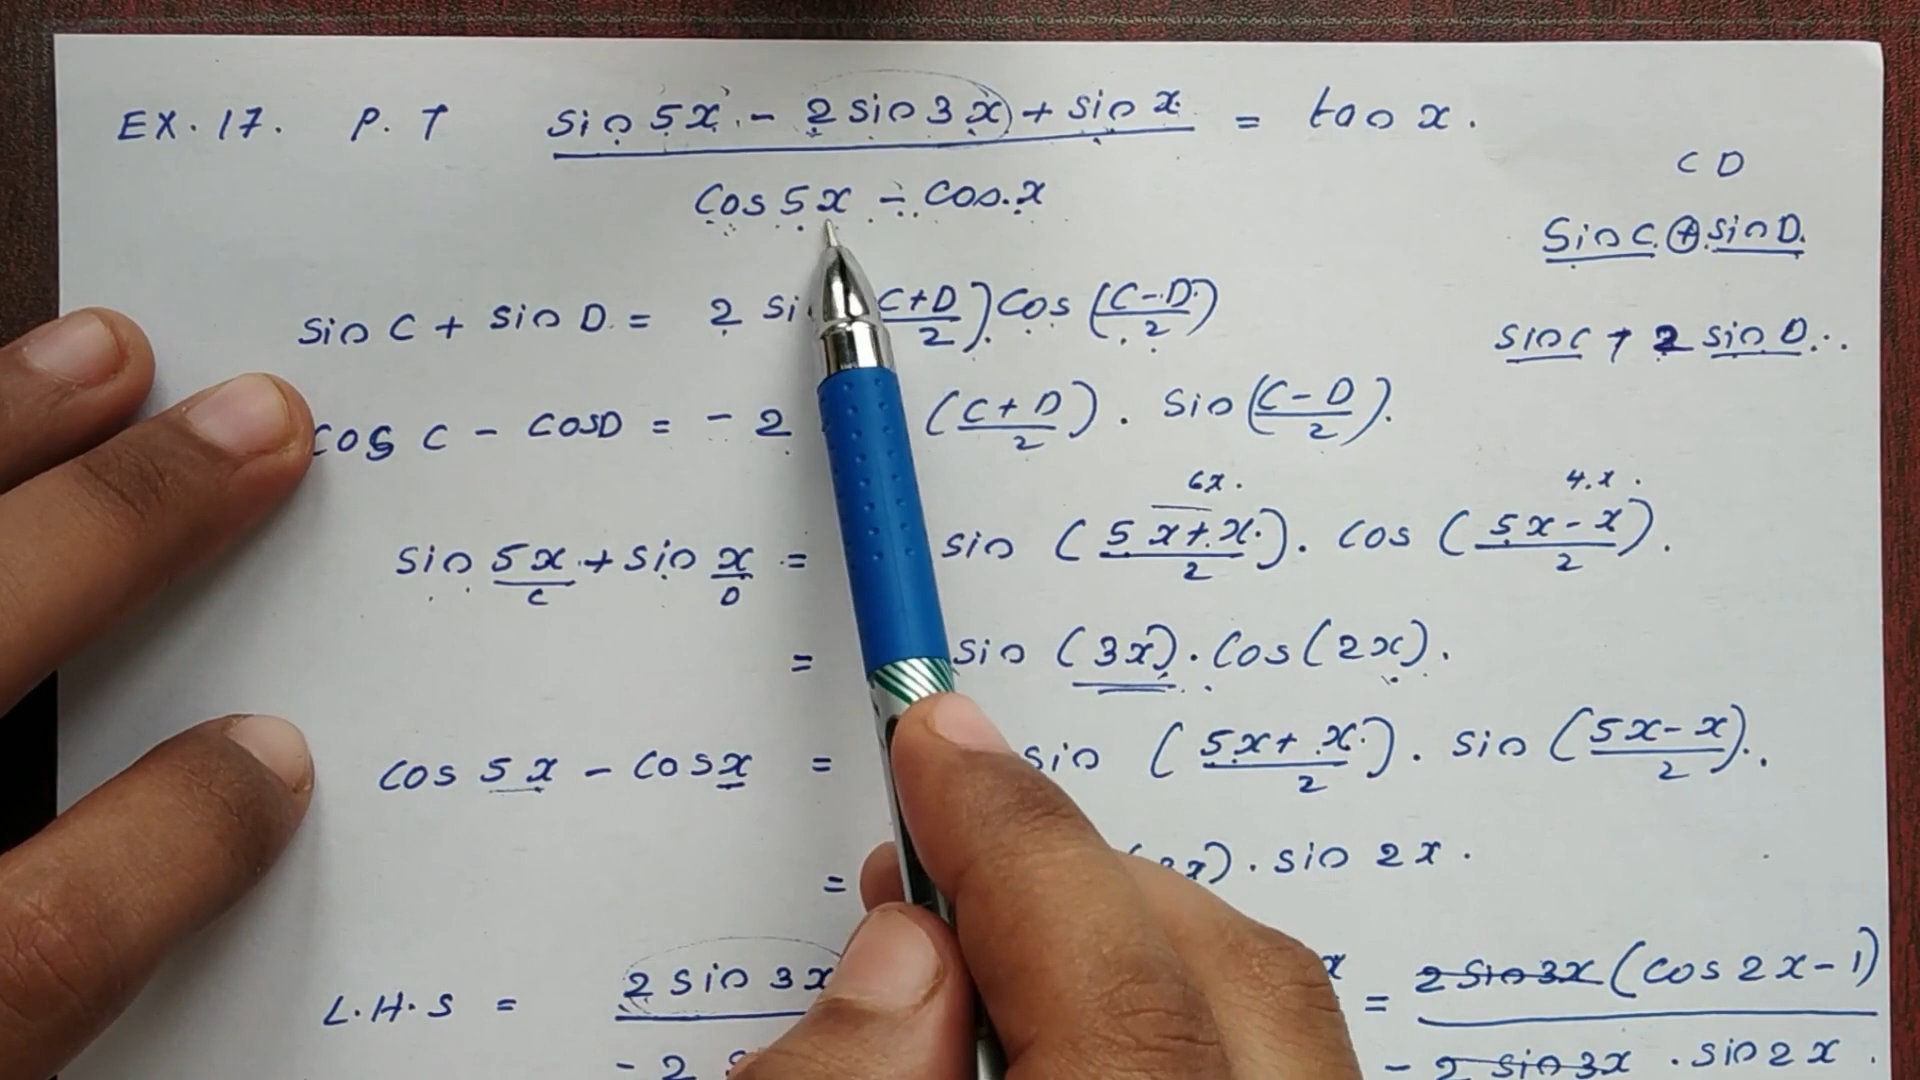 EX. 17. P. T sin 5x - 2 sin 3x + sin x = tan x.
cos 5x - cos x
C D
sin C + sin D.
sin C + 2 sin D..
sin C + sin D = 2 (C+D/2) cos (C-D/2)
cos C - cos D = -2 (C+D/2) . sin (C-D/2).
6x. 4.x .
sin 5x + sin x = sin (5x+x/2) . cos (5x-x/2).
C D
= sin (3x) . cos (2x) .
cos 5x - cos x = sin (5x+x/2) . sin (5x-x/2).
= . sin 2x .
L.H.S = 2 sin 3x = 2 sin 3x (cos 2x - 1)
- 2 - 2 sin 3x . sin 2x .